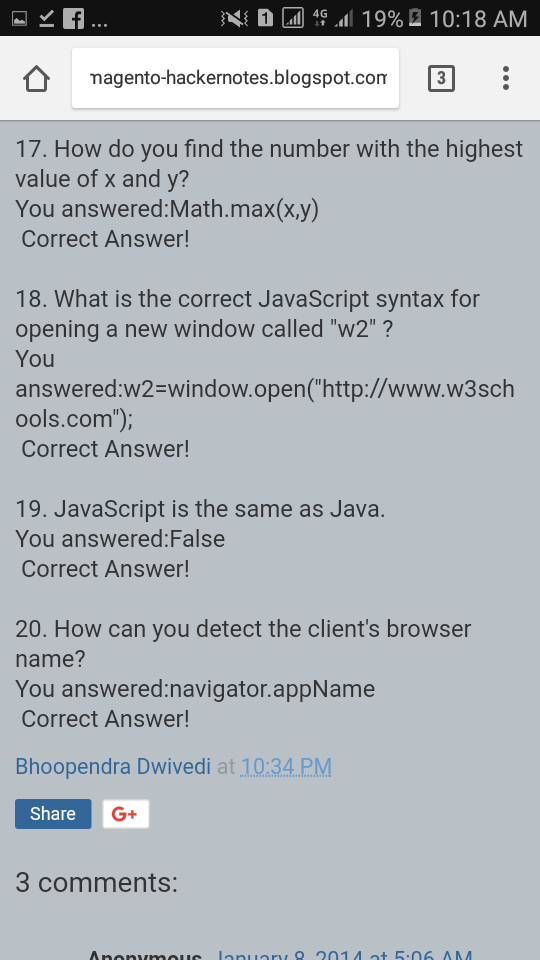 ... 1 4G 19% 10:18 AM
magento-hackernotes.blogspot.com 3
17. How do you find the number with the highest
value of x and y?
You answered:Math.max(x,y)
Correct Answer!
18. What is the correct JavaScript syntax for
opening a new window called "w2" ?
You
answered:w2=window.open("http://www.w3sch
ools.com");
Correct Answer!
19. JavaScript is the same as Java.
You answered:False
Correct Answer!
20. How can you detect the client's browser
name?
You answered:navigator.appName
Correct Answer!
Bhoopendra Dwivedi at 10:34 PM
Share G+
3 comments:
Anonymous January 8, 2014 at 5:06 AM